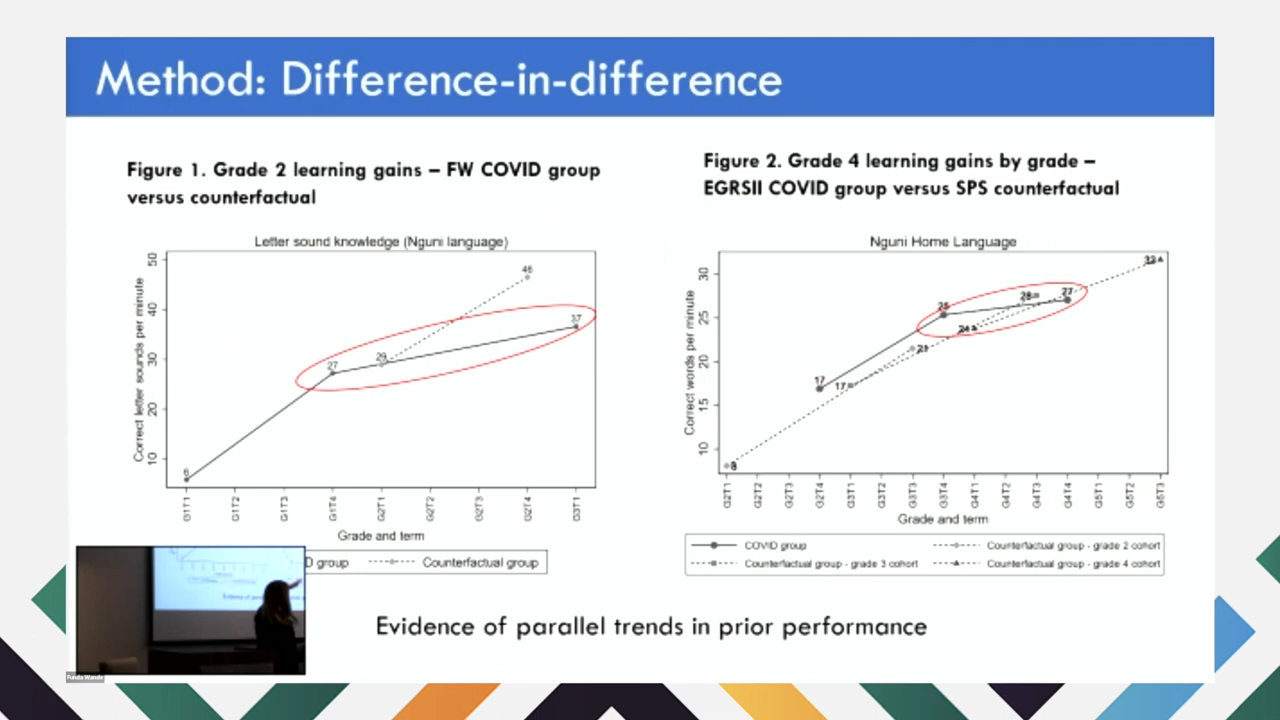 Method: Difference-in-difference
Figure 1. Grade 2 learning gains – FW COVID group
versus counterfactual
Letter sound knowledge (Nguni language)
Correct letter sounds per minute
50
40
30
20
10
6
27
29
46
37
G1T1
G1T2
G1T3
G1T4
G2T1
G2T2
G2T3
G2T4
G3T1
Grade and term
D group
Counterfactual group
Figure 2. Grade 4 learning gains by grade –
EGRSII COVID group versus SPS counterfactual
Nguni Home Language
Correct words per minute
30
25
20
15
10
8
17
17
21
25
24
28
27
32
G2T1
G2T2
G2T3
G2T4
G3T1
G3T2
G3T3
G3T4
G4T1
G4T2
G4T3
G4T4
G5T1
G5T2
G5T3
Grade and term
COVID group
Counterfactual group - grade 2 cohort
Counterfactual group - grade 3 cohort
Counterfactual group - grade 4 cohort
Evidence of parallel trends in prior performance
Funda Wande